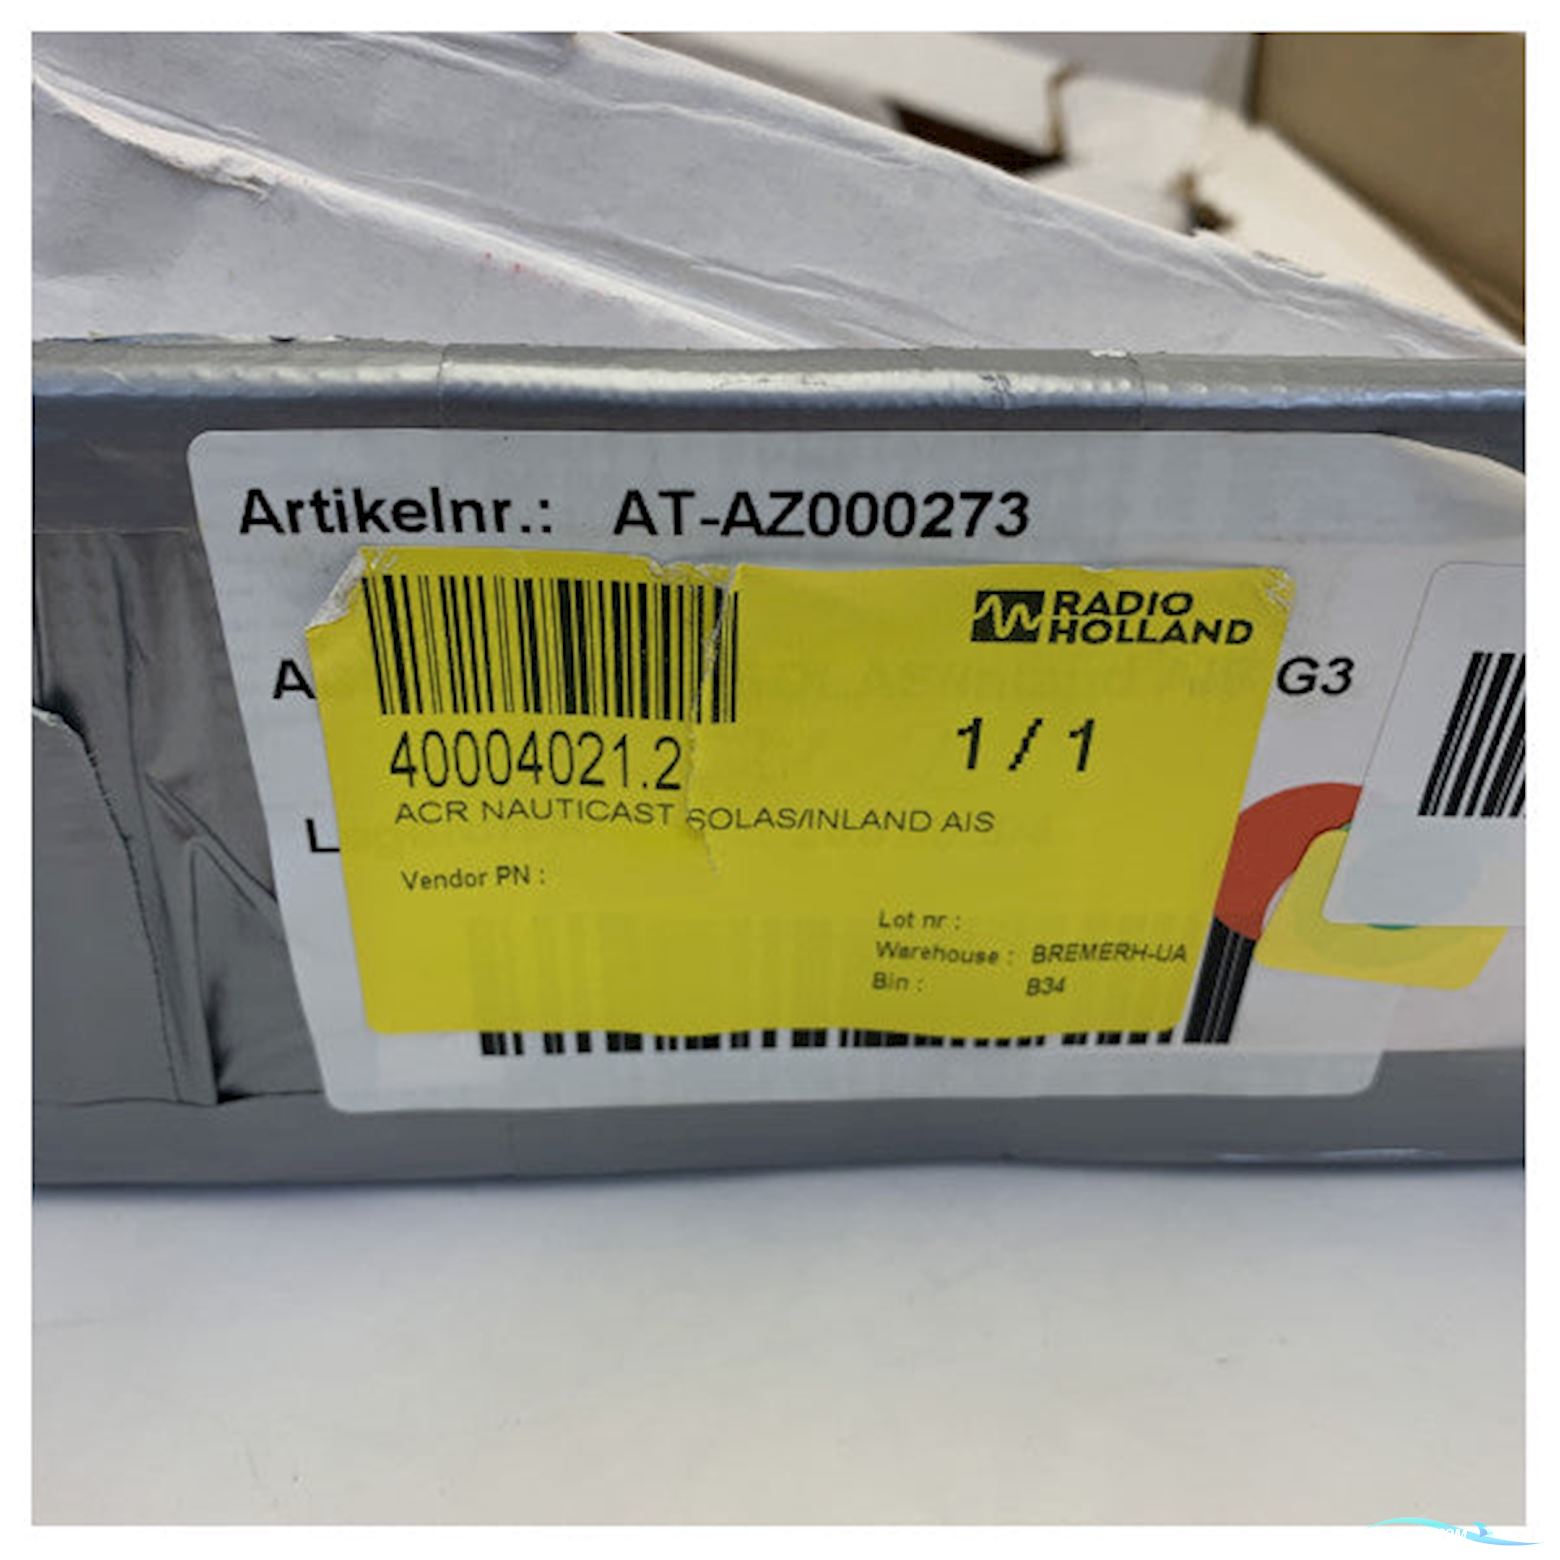 Artikelnr.: AT-AZ000273
RADIO
HOLLAND
A
G3
40004021.2
1 / 1
ACR NAUTICAST SOLAS/INLAND AIS
L
Vendor PN :
Lot nr :
Warehouse : BREMERH-UA
Bin : B34